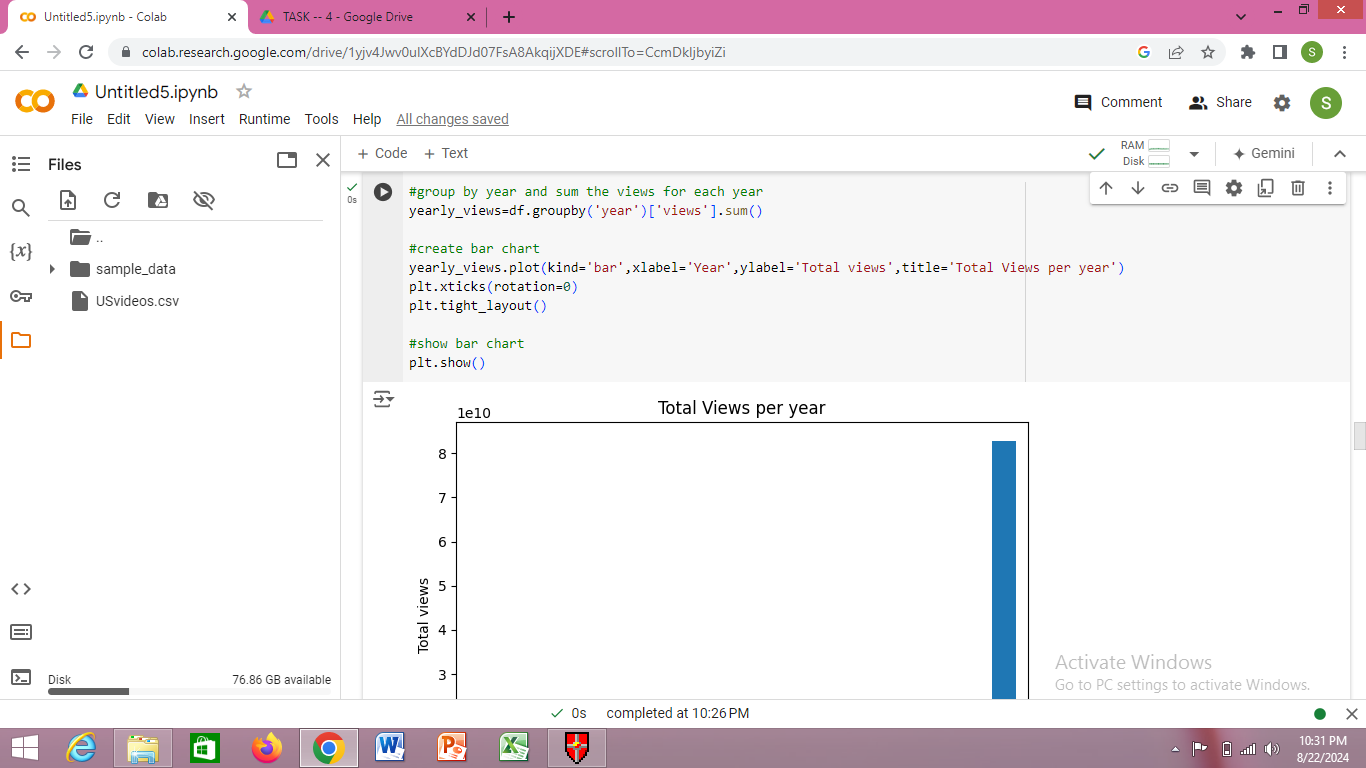 Untitled5.ipynb - Colab
TASK -- 4 - Google Drive
colab.research.google.com/drive/1yjv4Jwv0uIXcBYdDJd07FsA8AkqijXDE#scrollTo=CcmDkIjbyiZi
S
Untitled5.ipynb
File Edit View Insert Runtime Tools Help All changes saved
Comment Share S
Files
+ Code + Text
RAM
Disk
Gemini
..
sample_data
USvideos.csv
{x}
0s
#group by year and sum the views for each year
yearly_views=df.groupby('year')['views'].sum()
#create bar chart
yearly_views.plot(kind='bar',xlabel='Year',ylabel='Total views',title='Total Views per year')
plt.xticks(rotation=0)
plt.tight_layout()
#show bar chart
plt.show()
Total Views per year
1e10
8
7
6
5
4
3
Total views
Activate Windows
Go to PC settings to activate Windows.
Disk 76.86 GB available
0s completed at 10:26 PM
10:31 PM
8/22/2024